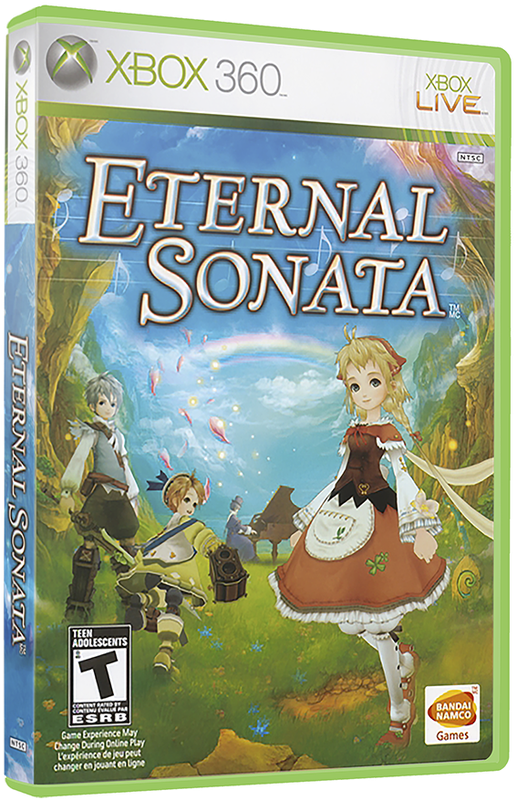 XBOX 360
XBOX
LIVE
NTSC
ETERNAL
SONATA
TM
MC
TEEN
ADOLESCENTS
T
CONTENT RATED BY
CONTENU ÉVALUÉ PAR
ESRB
Game Experience May
Change During Online Play
L'expérience de jeu peut
changer en jouant en ligne
BANDAI
NAMCO
Games
XBOX 360
ETERNAL SONATA
NTSC